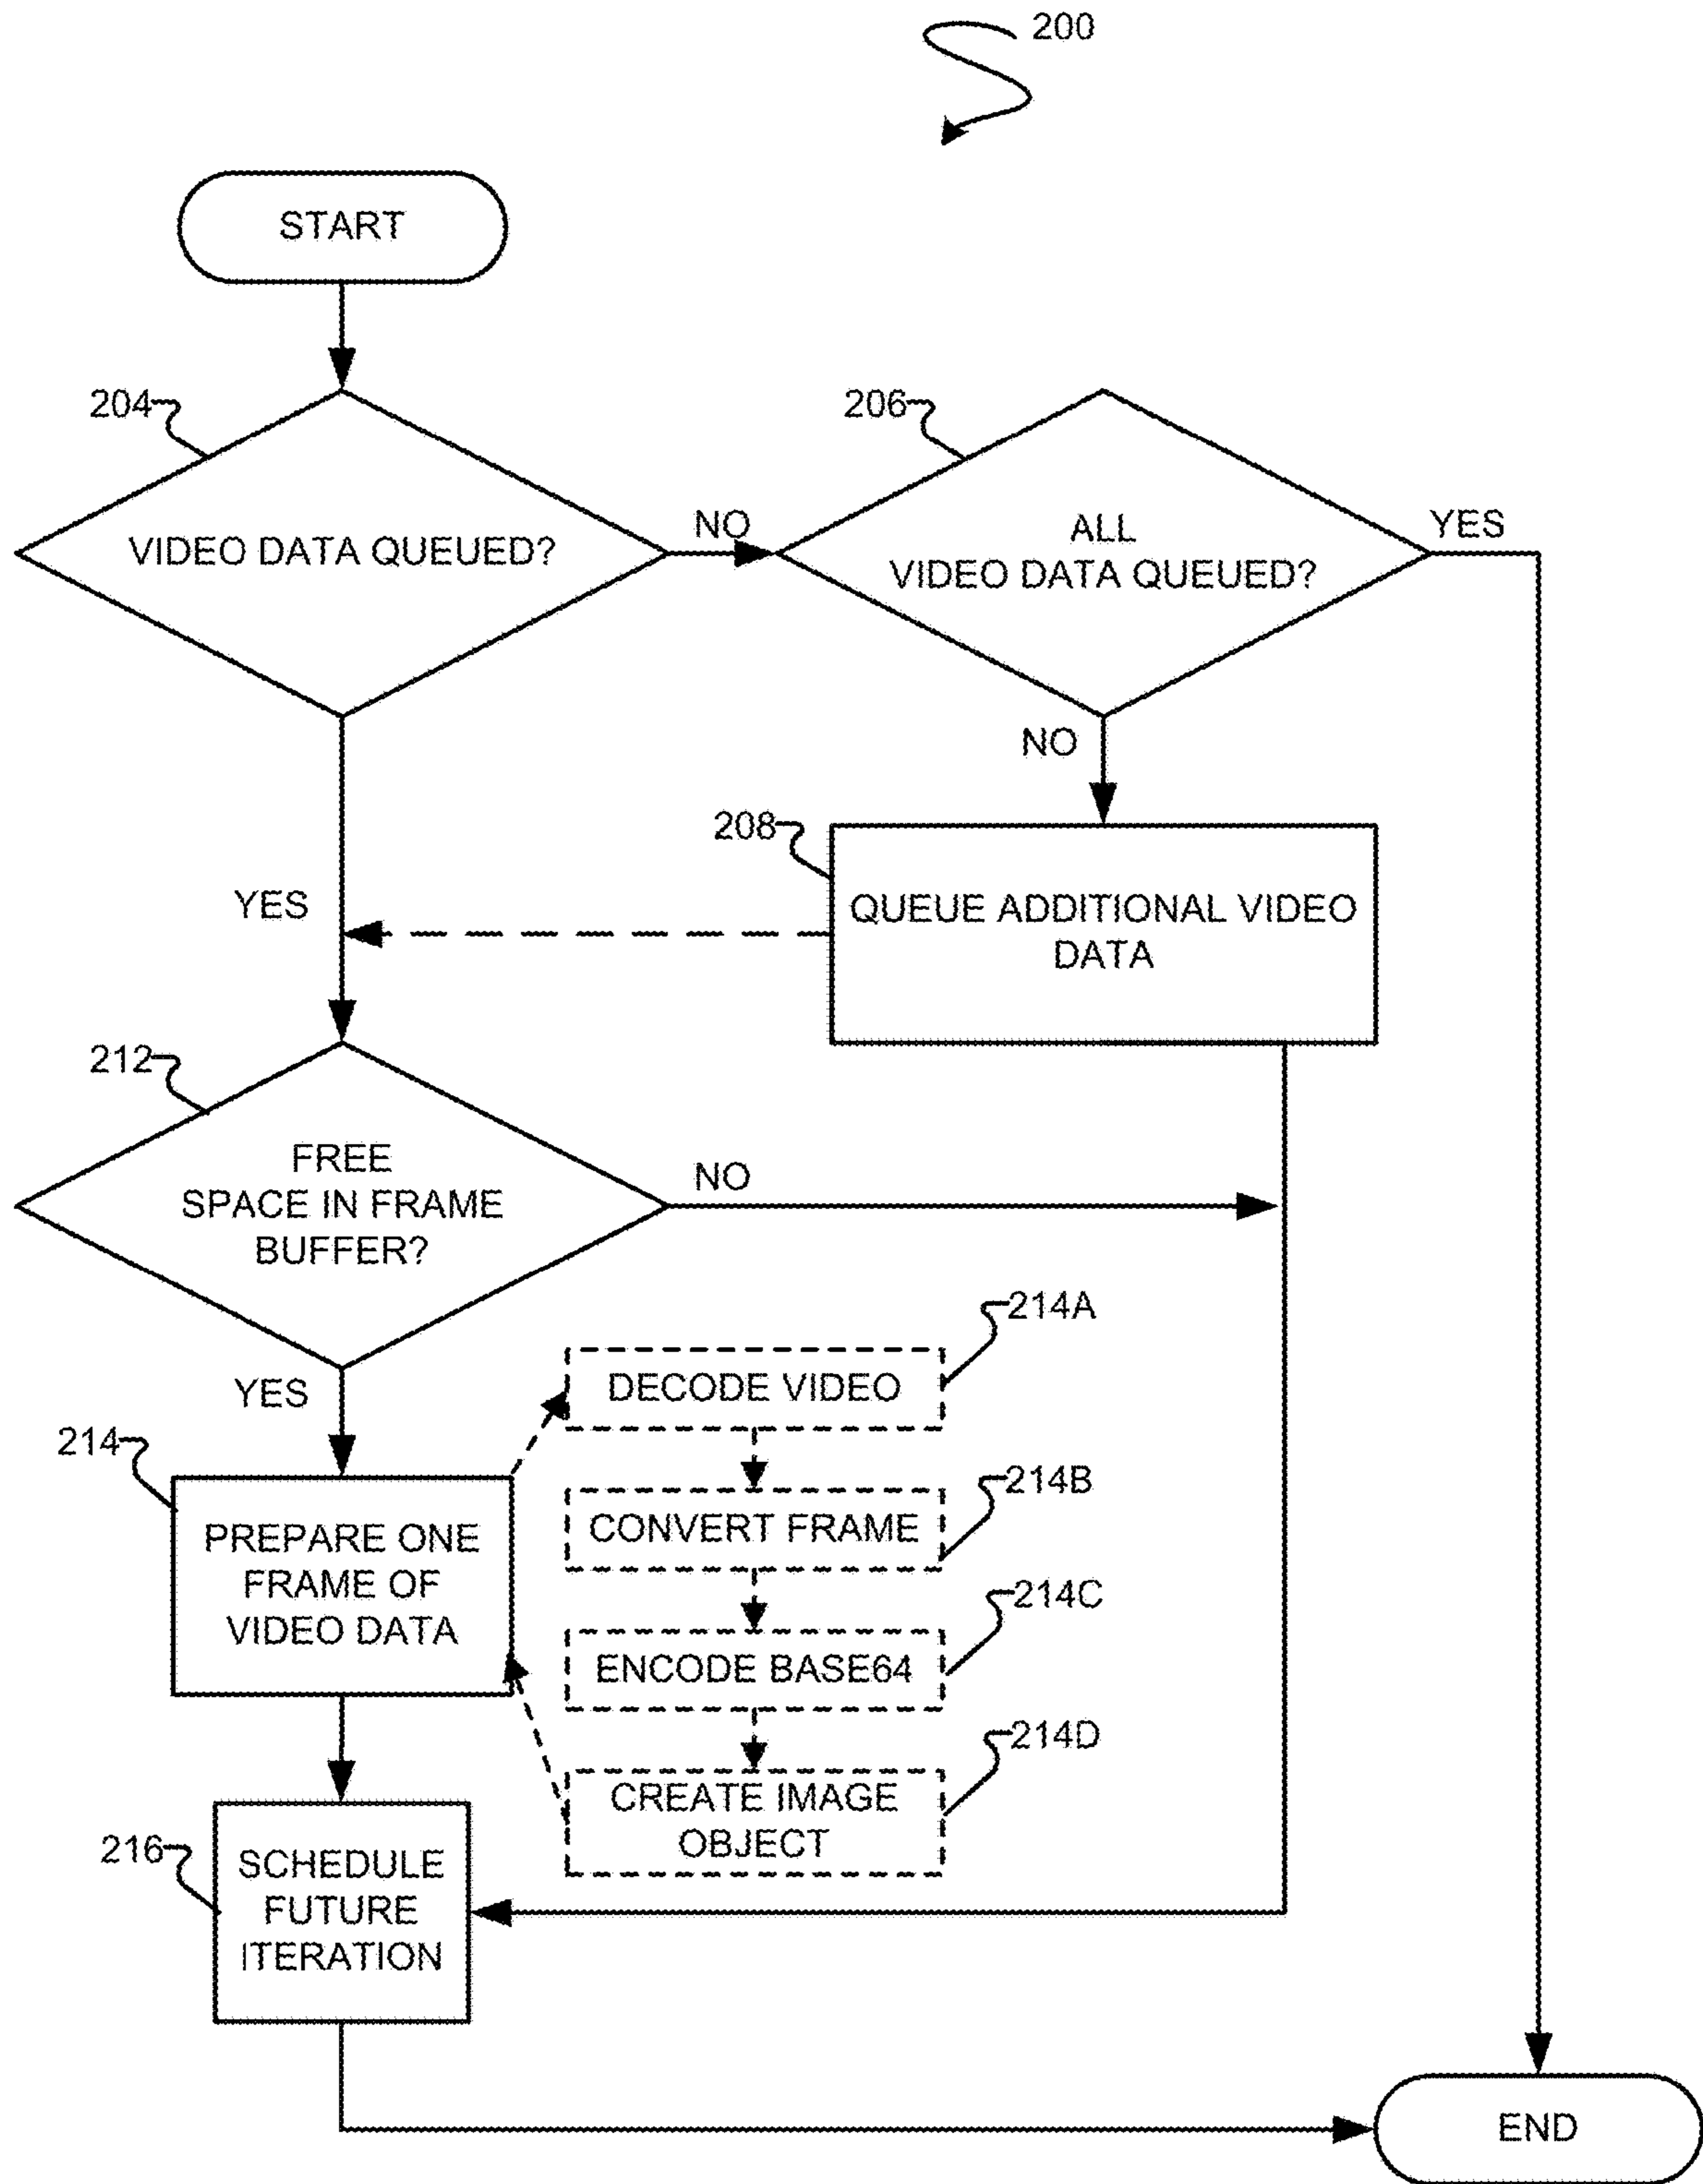 200
START
204
206
VIDEO DATA QUEUED?
NO
ALL
VIDEO DATA QUEUED?
YES
NO
208
QUEUE ADDITIONAL VIDEO
DATA
YES
212
FREE
SPACE IN FRAME
BUFFER?
NO
YES
214A
DECODE VIDEO
214
PREPARE ONE
FRAME OF
VIDEO DATA
214B
CONVERT FRAME
214C
ENCODE BASE64
214D
CREATE IMAGE
OBJECT
216
SCHEDULE
FUTURE
ITERATION
END